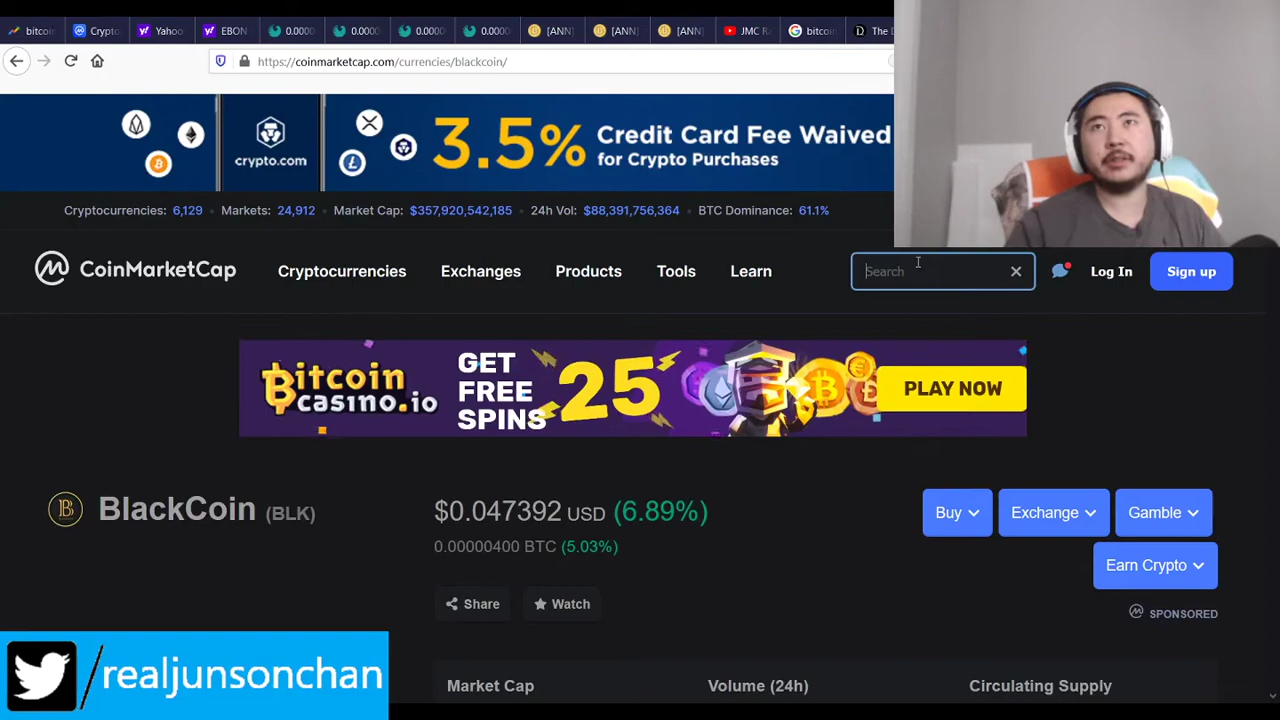 bitcoin
Crypto
Yahoo
EBON
0.0000
0.0000
0.0000
0.0000
[ANN]
[ANN]
[ANN]
JMC R
bitcoi
The D
https://coinmarketcap.com/currencies/blackcoin/
crypto.com
3.5% Credit Card Fee Waived
for Crypto Purchases
Cryptocurrencies: 6,129 Markets: 24,912 Market Cap: $357,920,542,185 24h Vol: $88,391,756,364 BTC Dominance: 61.1%
CoinMarketCap Cryptocurrencies Exchanges Products Tools Learn Search Log In Sign up
Bitcoin
casino.io
GET
FREE
SPINS
25
PLAY NOW
BlackCoin (BLK)
$0.047392 USD (6.89%)
0.00000400 BTC (5.03%)
Buy Exchange Gamble
Earn Crypto
SPONSORED
Share Watch
Market Cap Volume (24h) Circulating Supply
/realjunsonchan